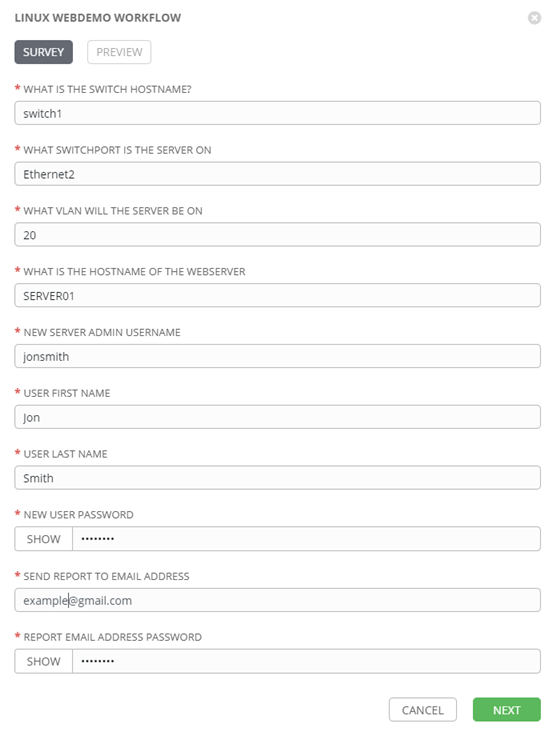 LINUX WEBDEMO WORKFLOW
SURVEY PREVIEW
* WHAT IS THE SWITCH HOSTNAME?
switch1
* WHAT SWITCHPORT IS THE SERVER ON
Ethernet2
* WHAT VLAN WILL THE SERVER BE ON
20
* WHAT IS THE HOSTNAME OF THE WEBSERVER
SERVER01
* NEW SERVER ADMIN USERNAME
jonsmith
* USER FIRST NAME
Jon
* USER LAST NAME
Smith
* NEW USER PASSWORD
SHOW ••••••••
* SEND REPORT TO EMAIL ADDRESS
example@gmail.com
* REPORT EMAIL ADDRESS PASSWORD
SHOW ••••••••
CANCEL NEXT